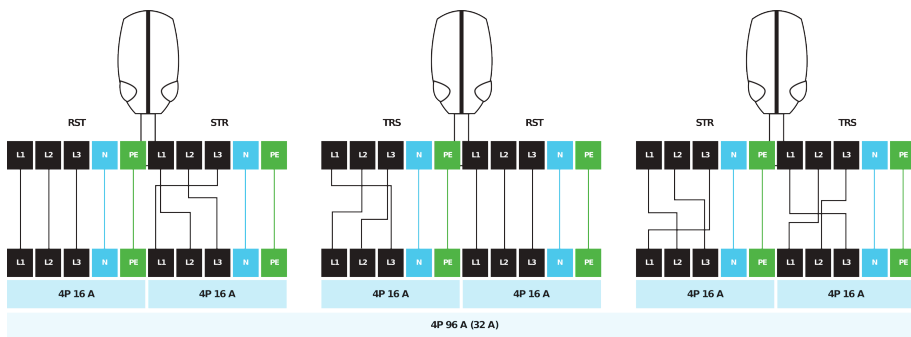 RST STR TRS RST STR TRS
L1 L2 L3 N PE L1 L2 L3 N PE L1 L2 L3 N PE L1 L2 L3 N PE L1 L2 L3 N PE L1 L2 L3 N PE
L1 L2 L3 N PE L1 L2 L3 N PE L1 L2 L3 N PE L1 L2 L3 N PE L1 L2 L3 N PE L1 L2 L3 N PE
4P 16 A 4P 16 A 4P 16 A 4P 16 A 4P 16 A 4P 16 A
4P 96 A (32 A)